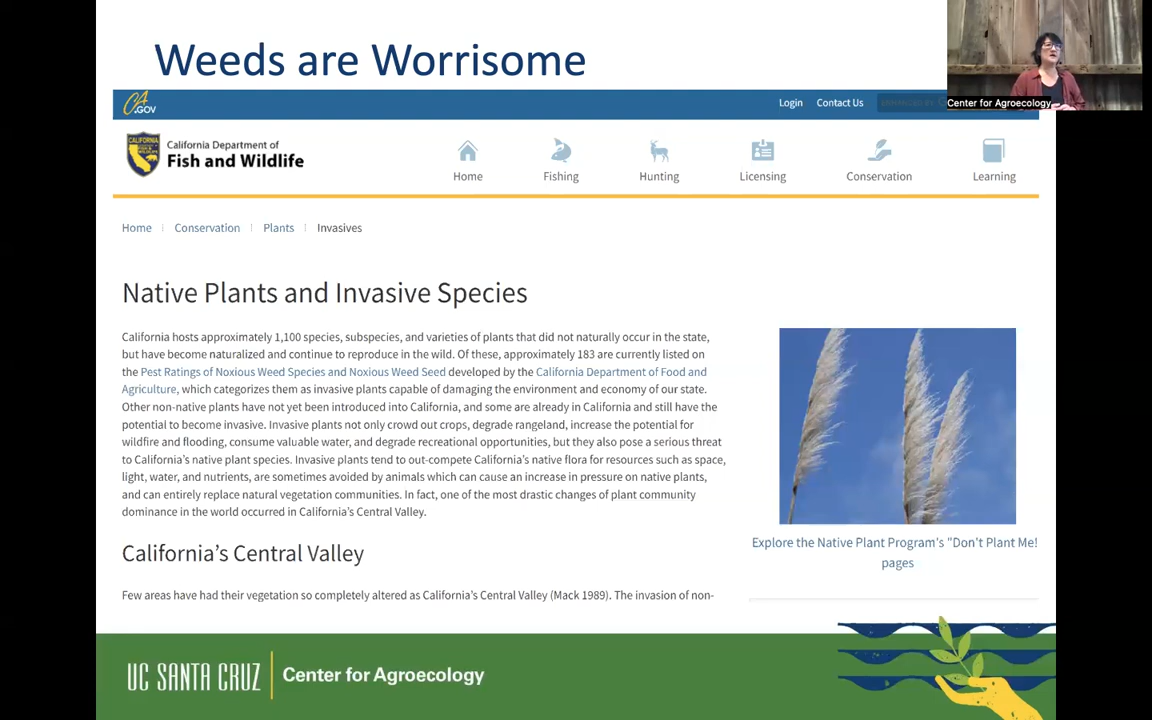 Weeds are Worrisome
CA.GOV
Login
Contact Us
Center for Agroecology
California Department of
Fish and Wildlife
CALIFORNIA
Home
Fishing
Hunting
Licensing
Conservation
Learning
Home
Conservation
Plants
Invasives
Native Plants and Invasive Species
California hosts approximately 1,100 species, subspecies, and varieties of plants that did not naturally occur in the state,
but have become naturalized and continue to reproduce in the wild. Of these, approximately 183 are currently listed on
the Pest Ratings of Noxious Weed Species and Noxious Weed Seed developed by the California Department of Food and
Agriculture, which categorizes them as invasive plants capable of damaging the environment and economy of our state.
Other non-native plants have not yet been introduced into California, and some are already in California and still have the
potential to become invasive. Invasive plants not only crowd out crops, degrade rangeland, increase the potential for
wildfire and flooding, consume valuable water, and degrade recreational opportunities, but they also pose a serious threat
to California's native plant species. Invasive plants tend to out-compete California's native flora for resources such as space,
light, water, and nutrients, are sometimes avoided by animals which can cause an increase in pressure on native plants,
and can entirely replace natural vegetation communities. In fact, one of the most drastic changes of plant community
dominance in the world occurred in California's Central Valley.
Explore the Native Plant Program's "Don't Plant Me!
pages
California's Central Valley
Few areas have had their vegetation so completely altered as California's Central Valley (Mack 1989). The invasion of non-
UC SANTA CRUZ
Center for Agroecology